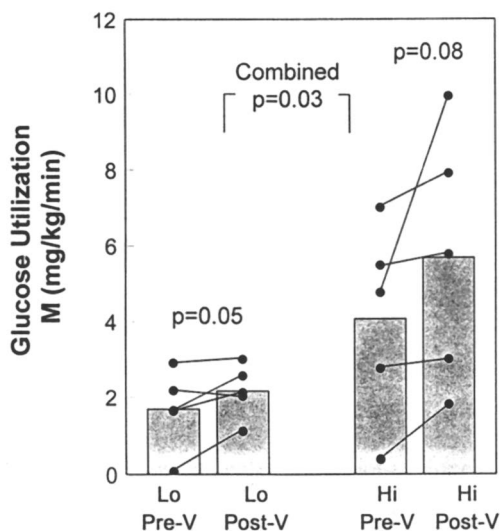 Glucose Utilization
M (mg/kg/min)
12
10
8
6
4
2
0
Combined
p=0.03
p=0.08
p=0.05
Lo
Pre-V
Lo
Post-V
Hi
Pre-V
Hi
Post-V